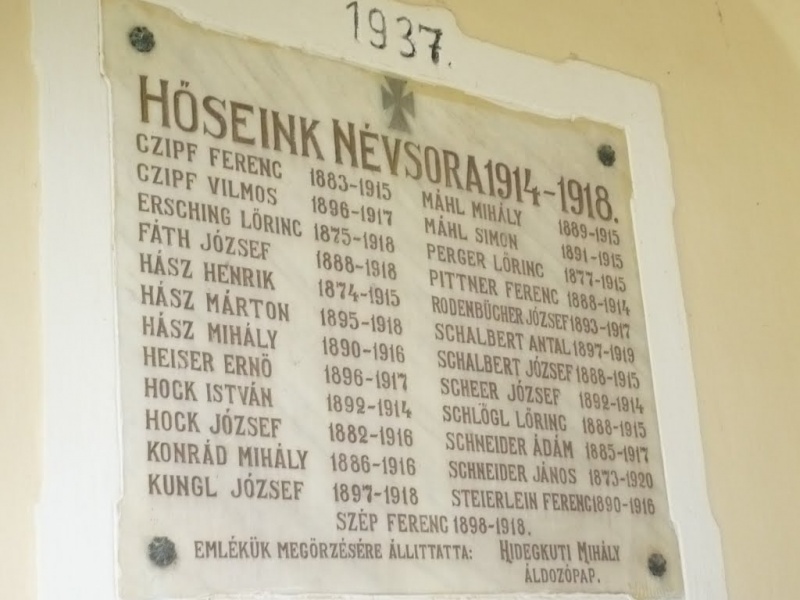 1937.
HŐSEINK NÉVSORA 1914-1918.
CZIPF FERENC 1883-1915
CZIPF VILMOS 1896-1917
ERSCHING LÖRINC 1875-1918
FÁTH JÓZSEF 1888-1918
HÁSZ HENRIK 1874-1915
HÁSZ MÁRTON 1895-1918
HÁSZ MIHÁLY 1890-1916
HEISER ERNÖ 1896-1917
HOCK ISTVÁN 1892-1914
HOCK JÓZSEF 1882-1916
KONRÁD MIHÁLY 1886-1916
KUNGL JÓZSEF 1897-1918
MÁHL MIHÁLY 1889-1915
MÁHL SIMON 1891-1915
PERGER LÖRINC 1877-1915
PITTNER FERENC 1888-1914
RODENBÜCHER JÓZSEF 1893-1917
SCHALBERT ANTAL 1897-1919
SCHALBERT JÓZSEF 1888-1915
SCHEER JÓZSEF 1892-1914
SCHLÖGL LÖRINC 1888-1915
SCHNEIDER ÁDÁM 1885-1917
SCHNEIDER JÁNOS 1873-1920
STEIERLEIN FERENC 1890-1916
SZÉP FERENC 1898-1918.
EMLÉKÜK MEGÖRZÉSÉRE ÁLLITTATTA: HIDEGKUTI MIHÁLY
ÁLDOZÓPAP.